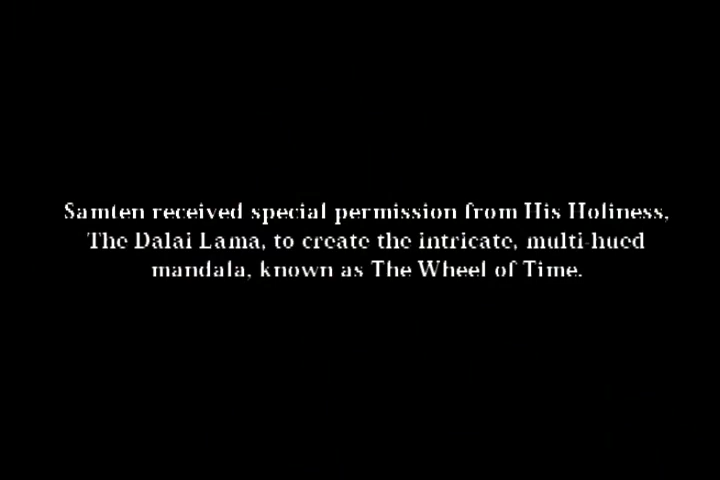 Samten received special permission from His Holiness,
The Dalai Lama, to create the intricate, multi-hued
mandala, known as The Wheel of Time.